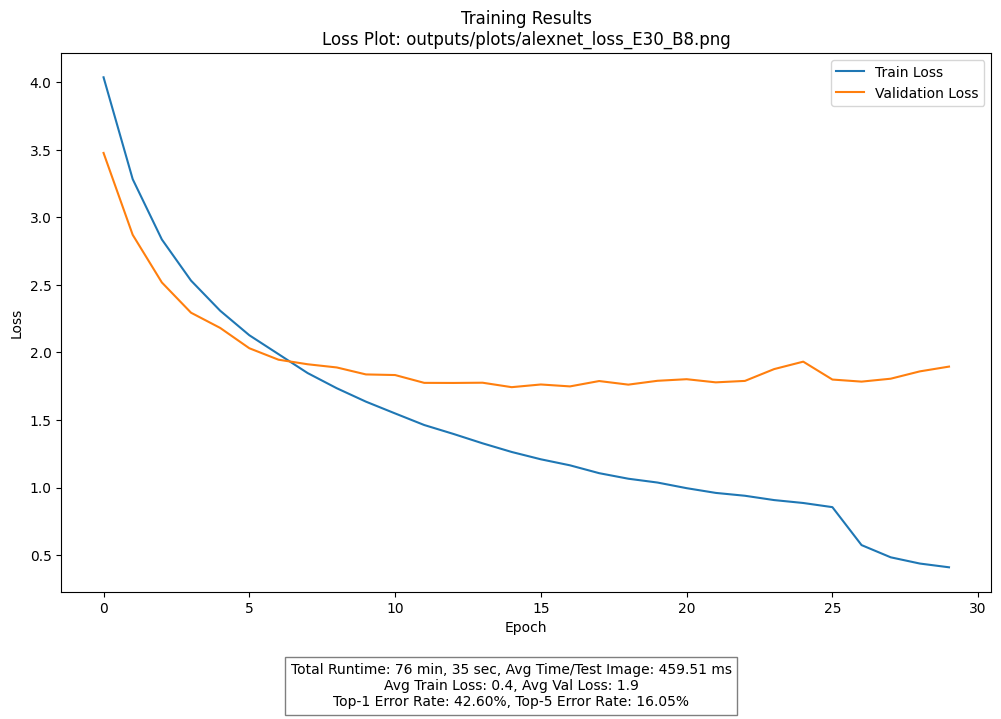 Training Results
Loss Plot: outputs/plots/alexnet_loss_E30_B8.png
Train Loss
Validation Loss
4.0
3.5
3.0
2.5
2.0
1.5
1.0
0.5
Loss
0 5 10 15 20 25 30
Epoch
Total Runtime: 76 min, 35 sec, Avg Time/Test Image: 459.51 ms
Avg Train Loss: 0.4, Avg Val Loss: 1.9
Top-1 Error Rate: 42.60%, Top-5 Error Rate: 16.05%